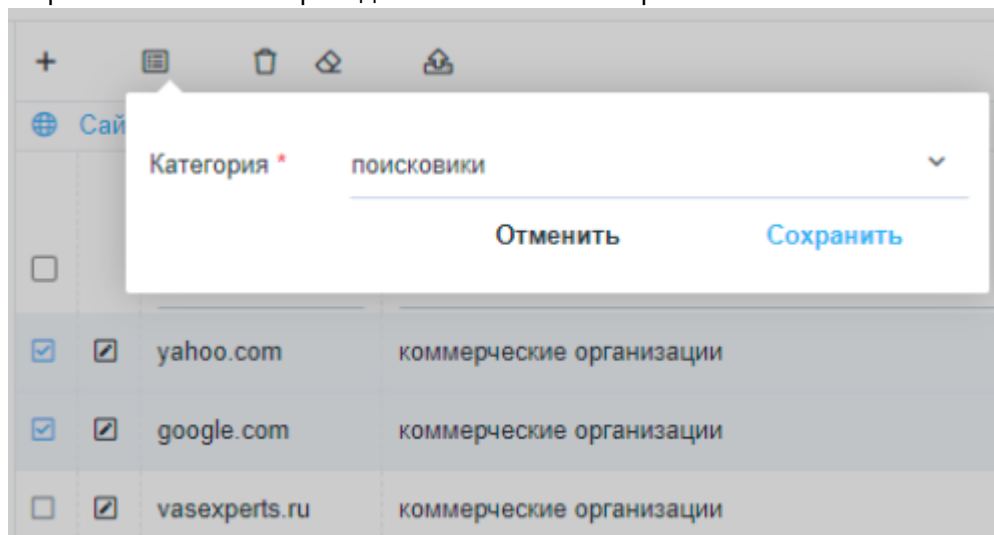 Сай
Категория * поисковики
Отменить Сохранить
yahoo.com коммерческие организации
google.com коммерческие организации
vasexperts.ru коммерческие организации